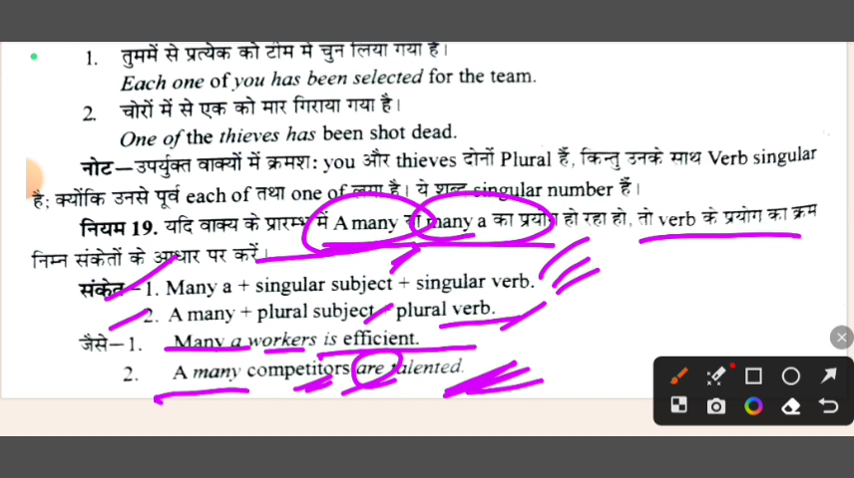 1. तुममें से प्रत्येक को टीम में चुन लिया गया है।
Each one of you has been selected for the team.
2. चोरों में से एक को मार गिराया गया है।
One of the thieves has been shot dead.
नोट—उपर्युक्त वाक्यों में क्रमश: you और thieves दोनों Plural हैं, किन्तु उनके साथ Verb singular
है; क्योंकि उनसे पूर्व each of तथा one of लगा है। ये शब्द singular number हैं।
नियम 19. यदि वाक्य के प्रारम्भ में A many या many a का प्रयोग हो रहा हो, तो verb के प्रयोग का क्रम
निम्न संकेतों के आधार पर करें।
संकेत—1. Many a + singular subject + singular verb.
2. A many + plural subject + plural verb.
जैसे—1. Many a workers is efficient.
2. A many competitors are talented.